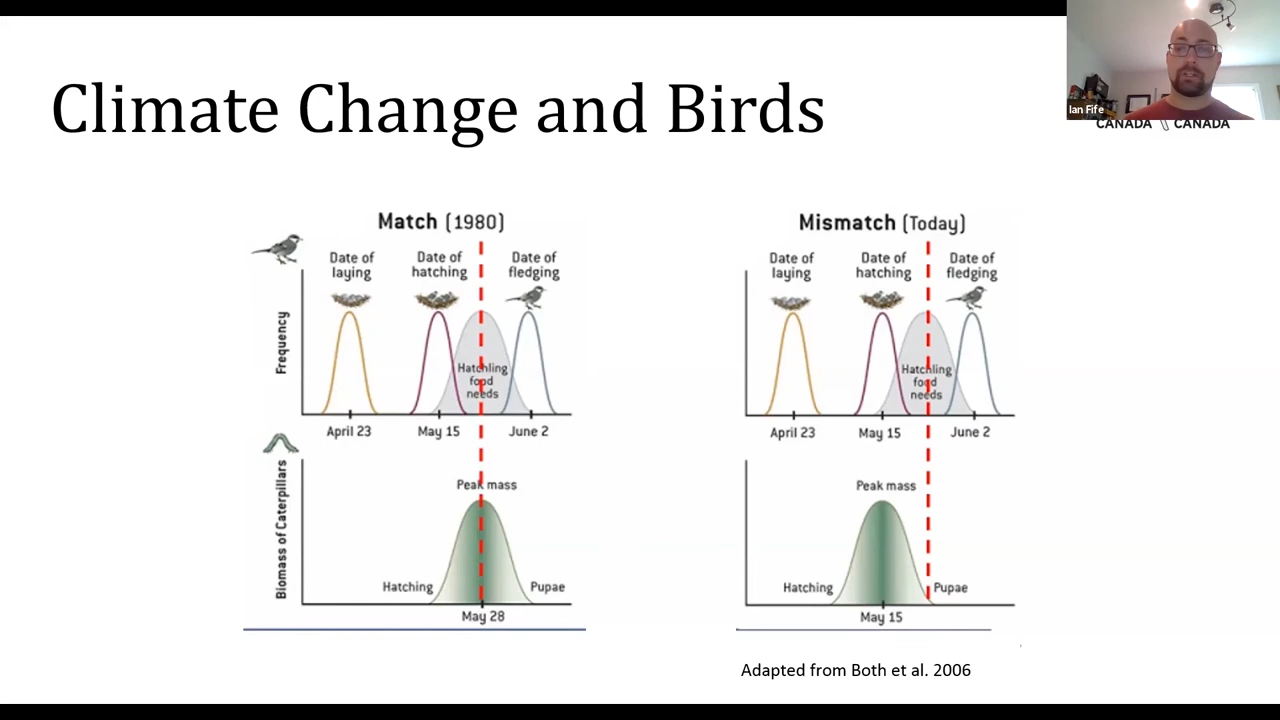 Climate Change and Birds
Ian Fife
CANADA CANADA
Match (1980)
Date of
laying
Date of
hatching
Date of
fledging
Frequency
Hatchling
food
needs
April 23
May 15
June 2
Biomass of Caterpillars
Peak mass
Hatching
Pupae
May 28
Mismatch (Today)
Date of
laying
Date of
hatching
Date of
fledging
Hatchling
food
needs
April 23
May 15
June 2
Peak mass
Hatching
Pupae
May 15
Adapted from Both et al. 2006